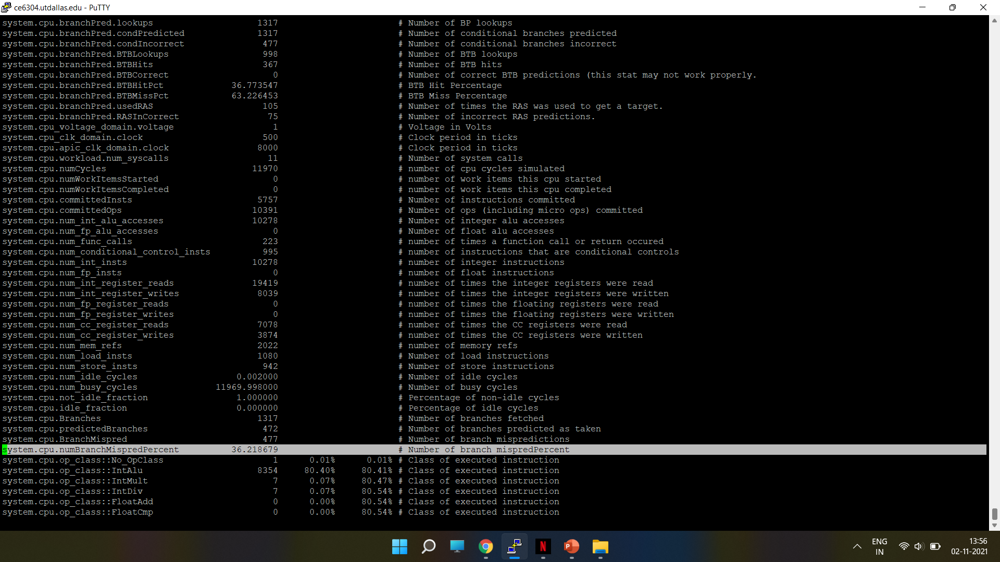 ce6304.utdallas.edu - PuTTY
system.cpu.branchPred.lookups 1317 # Number of BP lookups
system.cpu.branchPred.condPredicted 1317 # Number of conditional branches predicted
system.cpu.branchPred.condIncorrect 477 # Number of conditional branches incorrect
system.cpu.branchPred.BTBLookups 998 # Number of BTB lookups
system.cpu.branchPred.BTBHits 367 # Number of BTB hits
system.cpu.branchPred.BTBCorrect 0 # Number of correct BTB predictions (this stat may not work properly.
system.cpu.branchPred.BTBHitPct 36.773547 # BTB Hit Percentage
system.cpu.branchPred.BTBMissPct 63.226453 # BTB Miss Percentage
system.cpu.branchPred.usedRAS 105 # Number of times the RAS was used to get a target.
system.cpu.branchPred.RASInCorrect 75 # Number of incorrect RAS predictions.
system.cpu_voltage_domain.voltage 1 # Voltage in Volts
system.cpu_clk_domain.clock 500 # Clock period in ticks
system.cpu.apic_clk_domain.clock 8000 # Clock period in ticks
system.cpu.workload.num_syscalls 11 # Number of system calls
system.cpu.numCycles 11970 # number of cpu cycles simulated
system.cpu.numWorkItemsStarted 0 # number of work items this cpu started
system.cpu.numWorkItemsCompleted 0 # number of work items this cpu completed
system.cpu.committedInsts 5757 # Number of instructions committed
system.cpu.committedOps 10391 # Number of ops (including micro ops) committed
system.cpu.num_int_alu_accesses 10278 # Number of integer alu accesses
system.cpu.num_fp_alu_accesses 0 # Number of float alu accesses
system.cpu.num_func_calls 223 # number of times a function call or return occured
system.cpu.num_conditional_control_insts 995 # number of instructions that are conditional controls
system.cpu.num_int_insts 10278 # number of integer instructions
system.cpu.num_fp_insts 0 # number of float instructions
system.cpu.num_int_register_reads 19419 # number of times the integer registers were read
system.cpu.num_int_register_writes 8039 # number of times the integer registers were written
system.cpu.num_fp_register_reads 0 # number of times the floating registers were read
system.cpu.num_fp_register_writes 0 # number of times the floating registers were written
system.cpu.num_cc_register_reads 7078 # number of times the CC registers were read
system.cpu.num_cc_register_writes 3874 # number of times the CC registers were written
system.cpu.num_mem_refs 2022 # number of memory refs
system.cpu.num_load_insts 1080 # Number of load instructions
system.cpu.num_store_insts 942 # Number of store instructions
system.cpu.num_idle_cycles 0.002000 # Number of idle cycles
system.cpu.num_busy_cycles 11969.998000 # Number of busy cycles
system.cpu.not_idle_fraction 1.000000 # Percentage of non-idle cycles
system.cpu.idle_fraction 0.000000 # Percentage of idle cycles
system.cpu.Branches 1317 # Number of branches fetched
system.cpu.predictedBranches 472 # Number of branches predicted as taken
system.cpu.BranchMispred 477 # Number of branch mispredictions
system.cpu.numBranchMispredPercent 36.218679 # Number of branch mispredPercent
system.cpu.op_class::No_OpClass 1 0.01% 0.01% # Class of executed instruction
system.cpu.op_class::IntAlu 8354 80.40% 80.41% # Class of executed instruction
system.cpu.op_class::IntMult 7 0.07% 80.47% # Class of executed instruction
system.cpu.op_class::IntDiv 7 0.07% 80.54% # Class of executed instruction
system.cpu.op_class::FloatAdd 0 0.00% 80.54% # Class of executed instruction
system.cpu.op_class::FloatCmp 0 0.00% 80.54% # Class of executed instruction
N
P
ENG
IN
13:56
02-11-2021